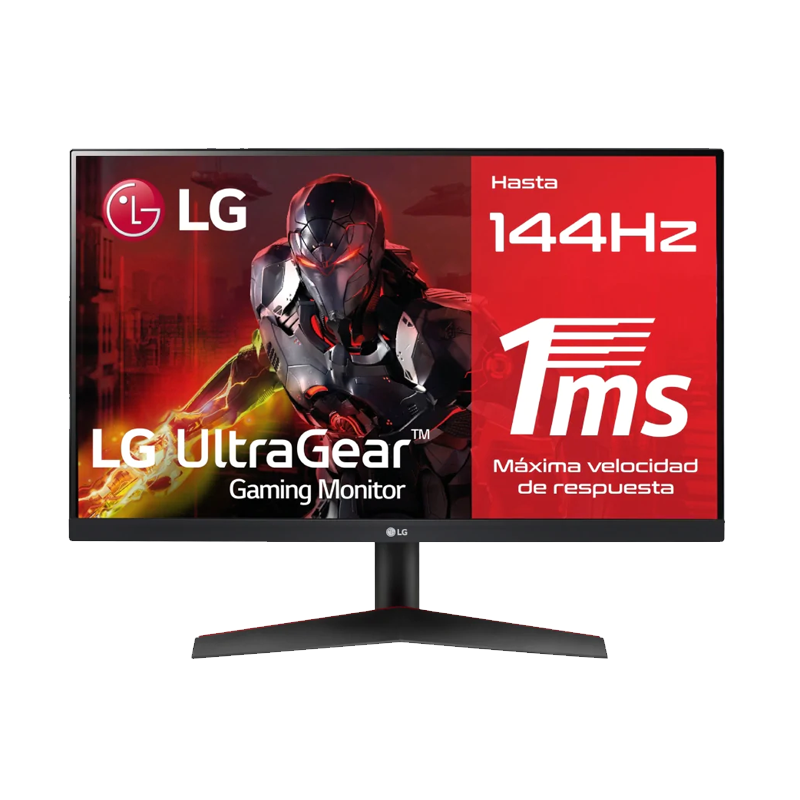 LG
LG UltraGear™
Gaming Monitor
Hasta
144Hz
1ms
Máxima velocidad
de respuesta
LG